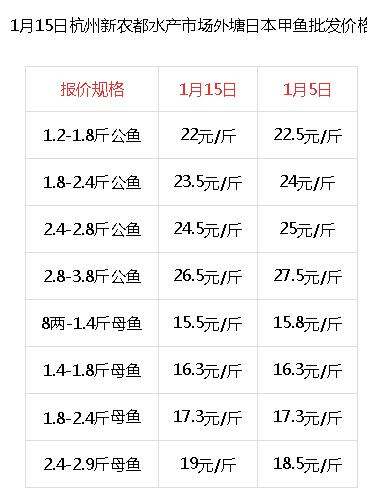 1月15日杭州新农都水产市场外塘日本甲鱼批发价格
报价规格 1月15日 1月5日
1.2-1.8斤公鱼 22元/斤 22.5元/斤
1.8-2.4斤公鱼 23.5元/斤 24元/斤
2.4-2.8斤公鱼 24.5元/斤 25元/斤
2.8-3.8斤公鱼 26.5元/斤 27.5元/斤
8两-1.4斤母鱼 15.5元/斤 15.8元/斤
1.4-1.8斤母鱼 16.3元/斤 16.3元/斤
1.8-2.4斤母鱼 17.3元/斤 17.3元/斤
2.4-2.9斤母鱼 19元/斤 18.5元/斤